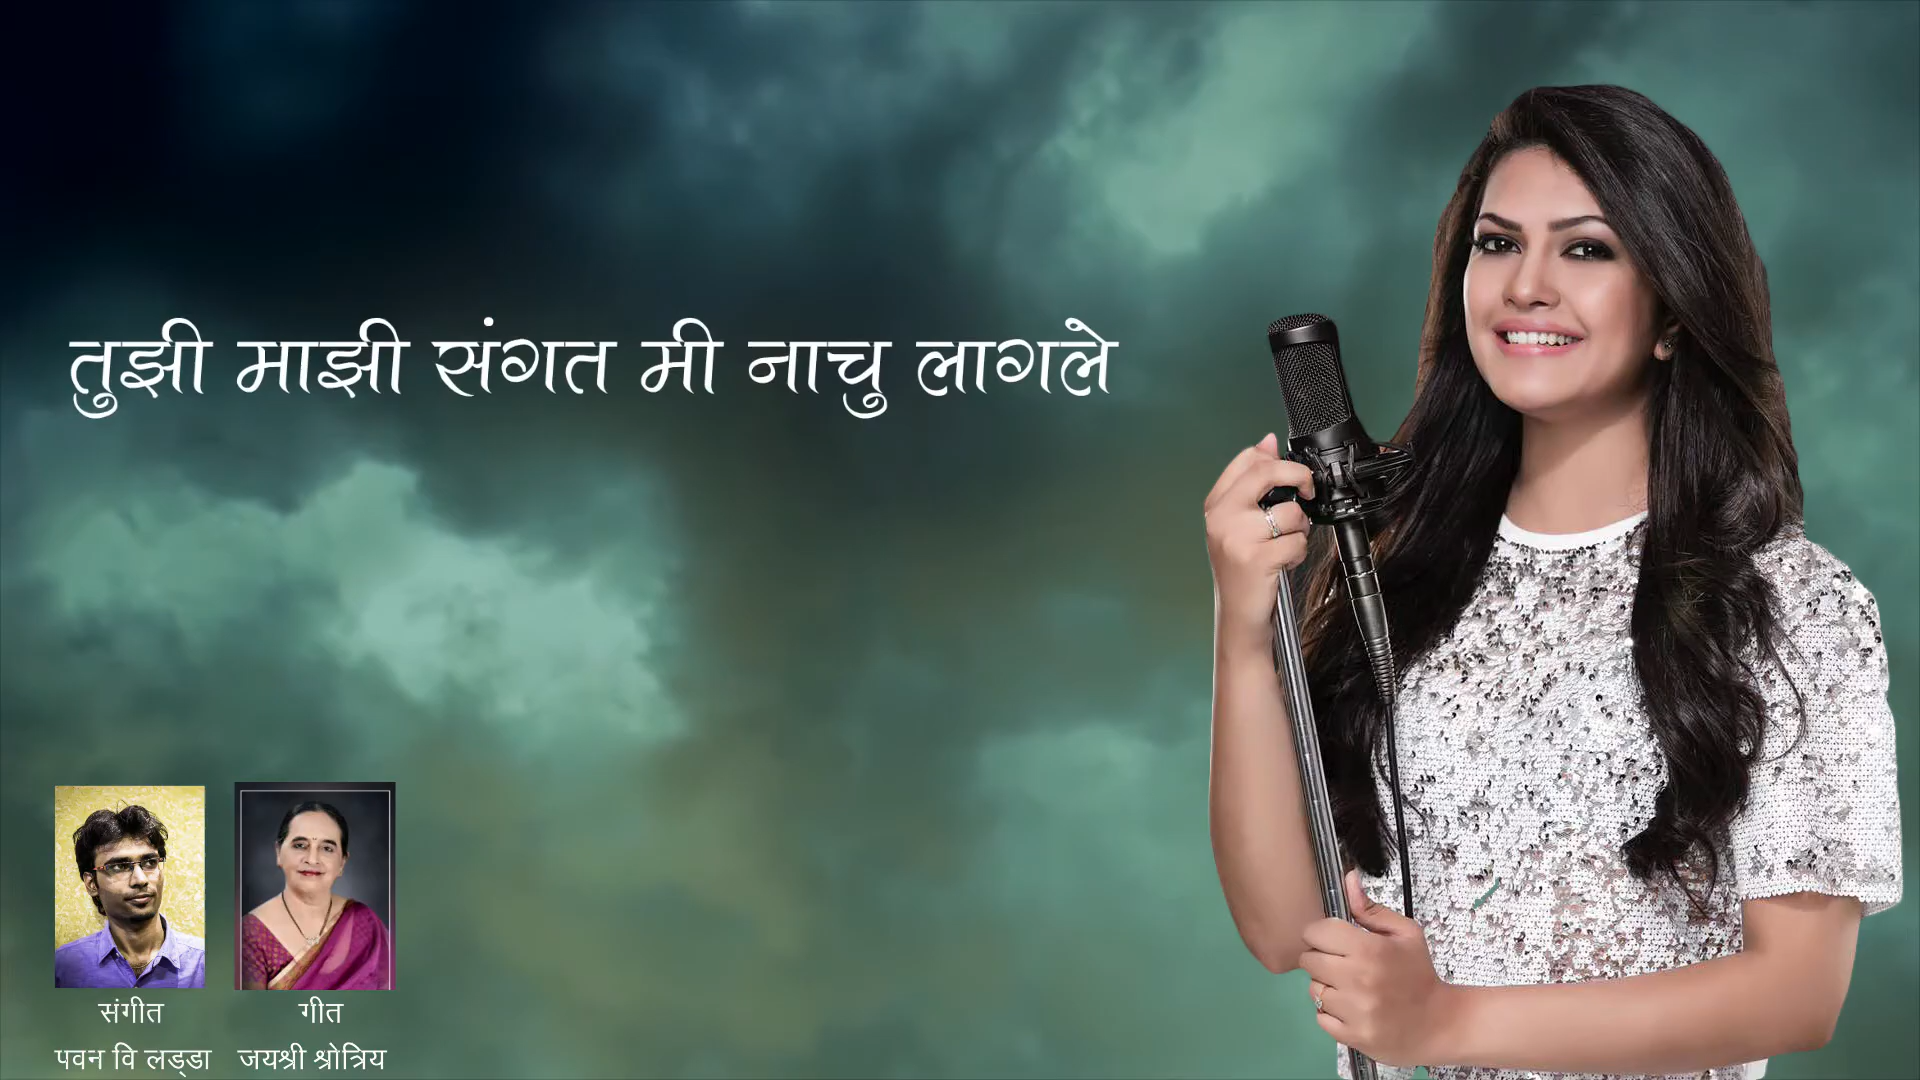 तुझी माझी संगत मी नाचु लागले
संगीत
पवन वि लड्डा
गीत
जयश्री श्रोत्रिय